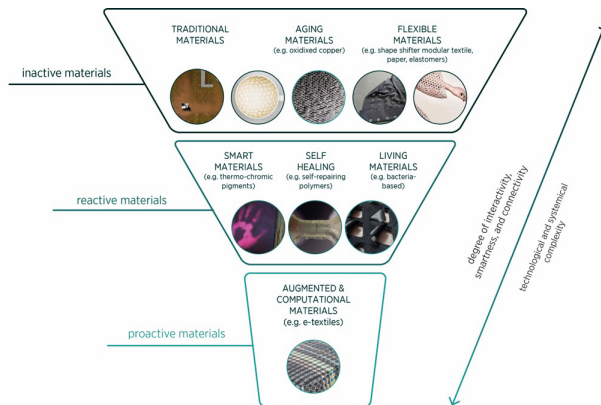 TRADITIONAL
MATERIALS
AGING
MATERIALS
(e.g. oxidixed copper)
FLEXIBLE
MATERIALS
(e.g. shape shifter modular textile,
paper, elastomers)
inactive materials
SMART
MATERIALS
(e.g. thermo-chromic
pigments)
SELF
HEALING
(e.g. self-repairing
polymers)
LIVING
MATERIALS
(e.g. bacteria-
based)
reactive materials
AUGMENTED &
COMPUTATIONAL
MATERIALS
(e.g. e-textiles)
proactive materials
degree of interactivity,
smartness, and connectivity
technological and systemical
complexity